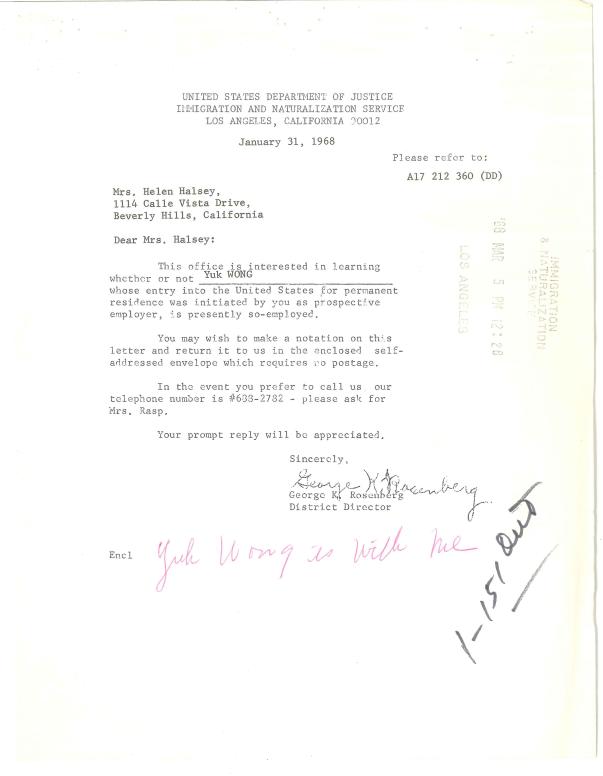 UNITED STATES DEPARTMENT OF JUSTICE
IMMIGRATION AND NATURALIZATION SERVICE
LOS ANGELES, CALIFORNIA 90012
January 31, 1968
Please refer to:
A17 212 360 (DD)
Mrs. Helen Halsey,
1114 Calle Vista Drive,
Beverly Hills, California
Dear Mrs. Halsey:
This office is interested in learning
whether or not Yuk WONG
whose entry into the United States for permanent
residence was initiated by you as prospective
employer, is presently so-employed.
You may wish to make a notation on this
letter and return it to us in the enclosed self-
addressed envelope which requires no postage.
In the event you prefer to call us our
telephone number is #688-2782 - please ask for
Mrs. Rasp.
Your prompt reply will be appreciated.
Sincerely,
George K. Rosenberg
George K. Rosenberg
District Director
Encl
Yuk Wong is with me
1-151 out
IMMIGRATION
& NATURALIZATION
SERVICE
'68 MAR 5 PM 12:26
LOS ANGELES